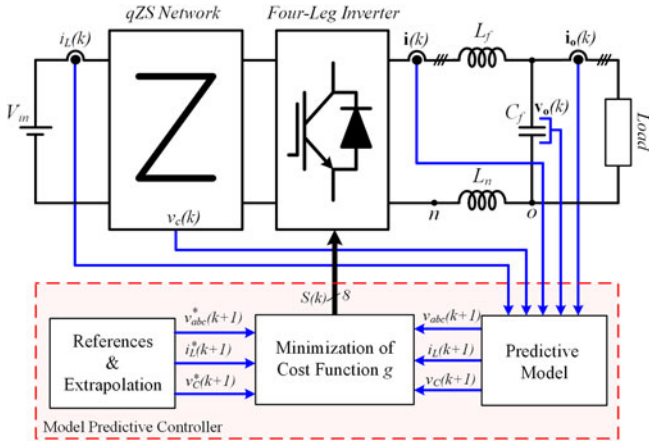 qZS Network
Four-Leg Inverter
i_L(k)
i(k)
L_f
i_o(k)
V_in
C_f
v_o(k)
Load
v_c(k)
n
L_n
o
S(k)
8
References
&
Extrapolation
v*_abc(k+1)
i*_L(k+1)
v*_C(k+1)
Minimization of
Cost Function g
v_abc(k+1)
i_L(k+1)
v_C(k+1)
Predictive
Model
Model Predictive Controller